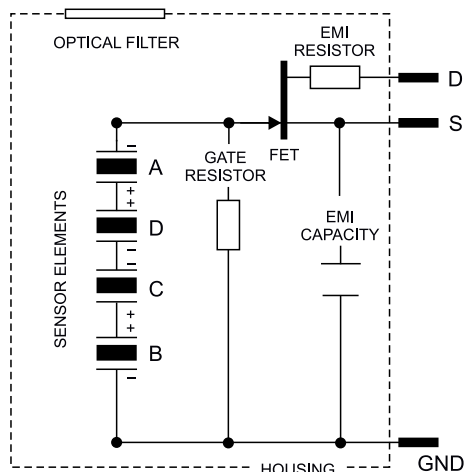 OPTICAL FILTER
EMI
RESISTOR
D
S
GATE
RESISTOR
FET
EMI
CAPACITY
SENSOR ELEMENTS
−
A
+
+
D
−
−
C
+
+
B
−
GND
HOUSING